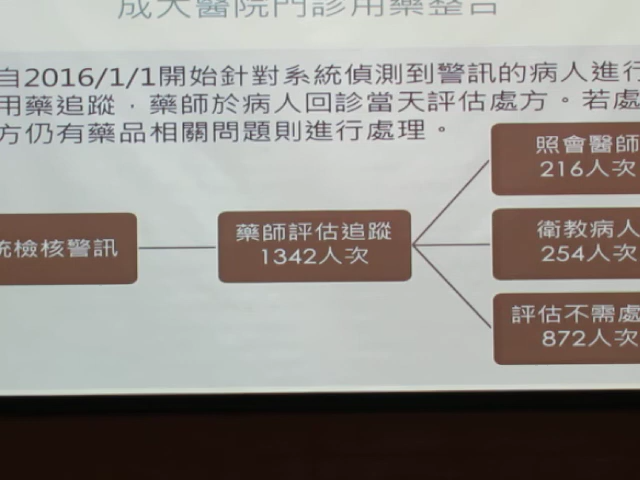 成大醫院門診用藥整合
自2016/1/1開始針對系統偵測到警訊的病人進行
用藥追蹤，藥師於病人回診當天評估處方。若處
方仍有藥品相關問題則進行處理。
照會醫師
216人次
統檢核警訊
藥師評估追蹤
1342人次
衛教病人
254人次
評估不需處
872人次